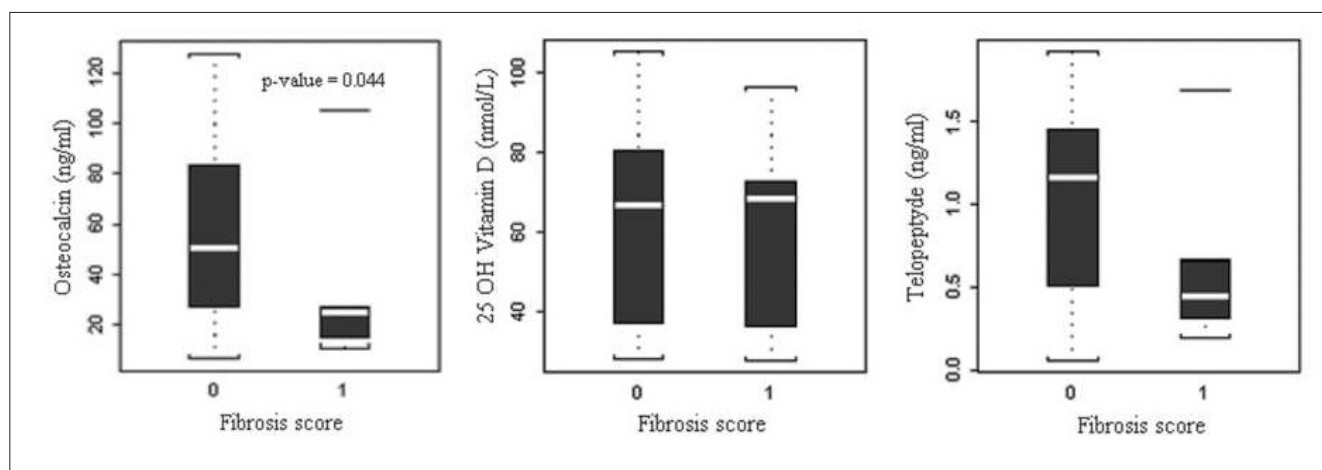 Osteocalcin (ng/ml)
120
100
80
60
40
20
p-value = 0.044
0 1
Fibrosis score
25 OH Vitamin D (nmol/L)
100
80
60
40
0 1
Fibrosis score
Telopeptyde (ng/ml)
1.5
1.0
0.5
0.0
0 1
Fibrosis score